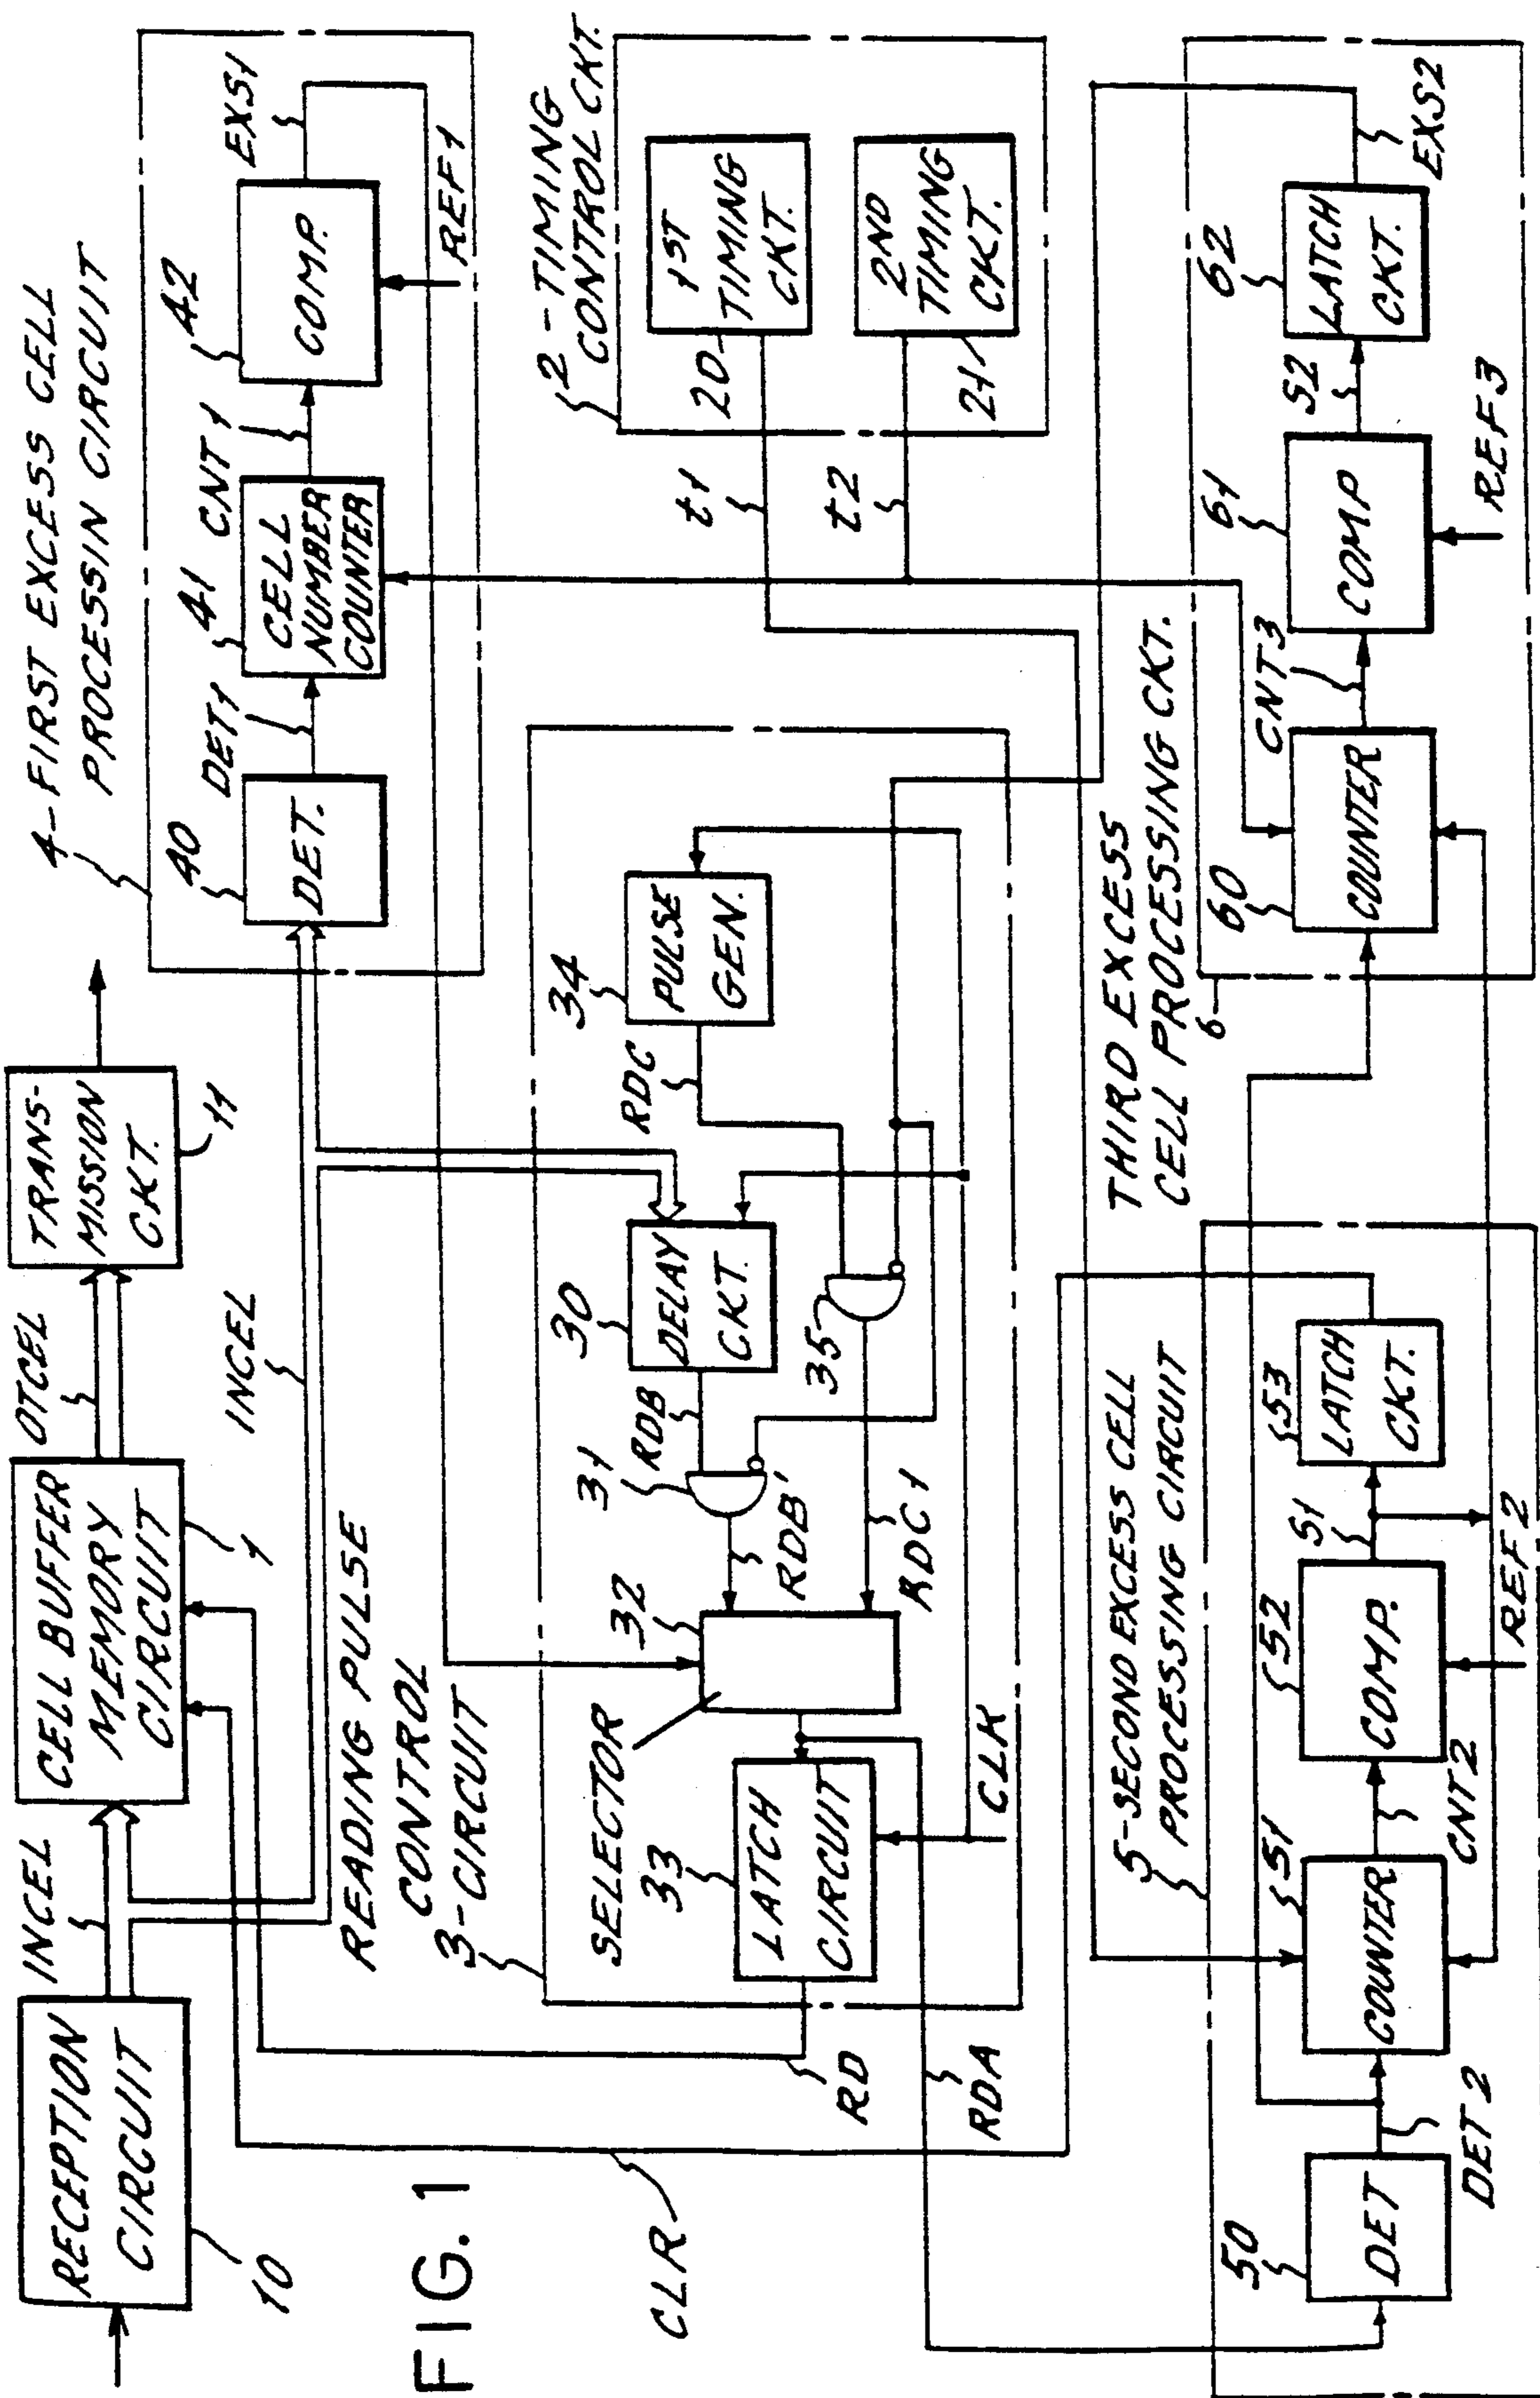 RECEPTION
CIRCUIT
10
INCEL
CELL BUFFER
MEMORY
CIRCUIT
1
OTCEL
TRANS-
MISSION
CKT.
11
INCEL
4-FIRST EXCESS CELL
PROCESSIN CIRCUIT
40
DET.
DET1
41
CELL
NUMBER
COUNTER
CNT1
42
COMP.
EXS1
REF1
2-TIMING
CONTROL CKT.
1ST
TIMING
CKT.
20
t1
2ND
TIMING
CKT.
21
t2
READING PULSE
CONTROL
3-CIRCUIT
SELECTOR
32
33
LATCH
CIRCUIT
31
RDB
RDB'
30
DELAY
CKT.
34
PULSE
GEN.
RDC
35
RDC1
CLK
RD
RDA
CLR
FIG. 1
5-SECOND EXCESS CELL
PROCESSING CIRCUIT
50
DET
DET2
51
COUNTER
CNT2
52
COMP.
REF2
S1
53
LATCH
CKT.
THIRD EXCESS
CELL PROCESSING CKT.
6
60
COUNTER
CNT3
61
COMP
REF3
S2
62
LATCH
CKT.
EXS2